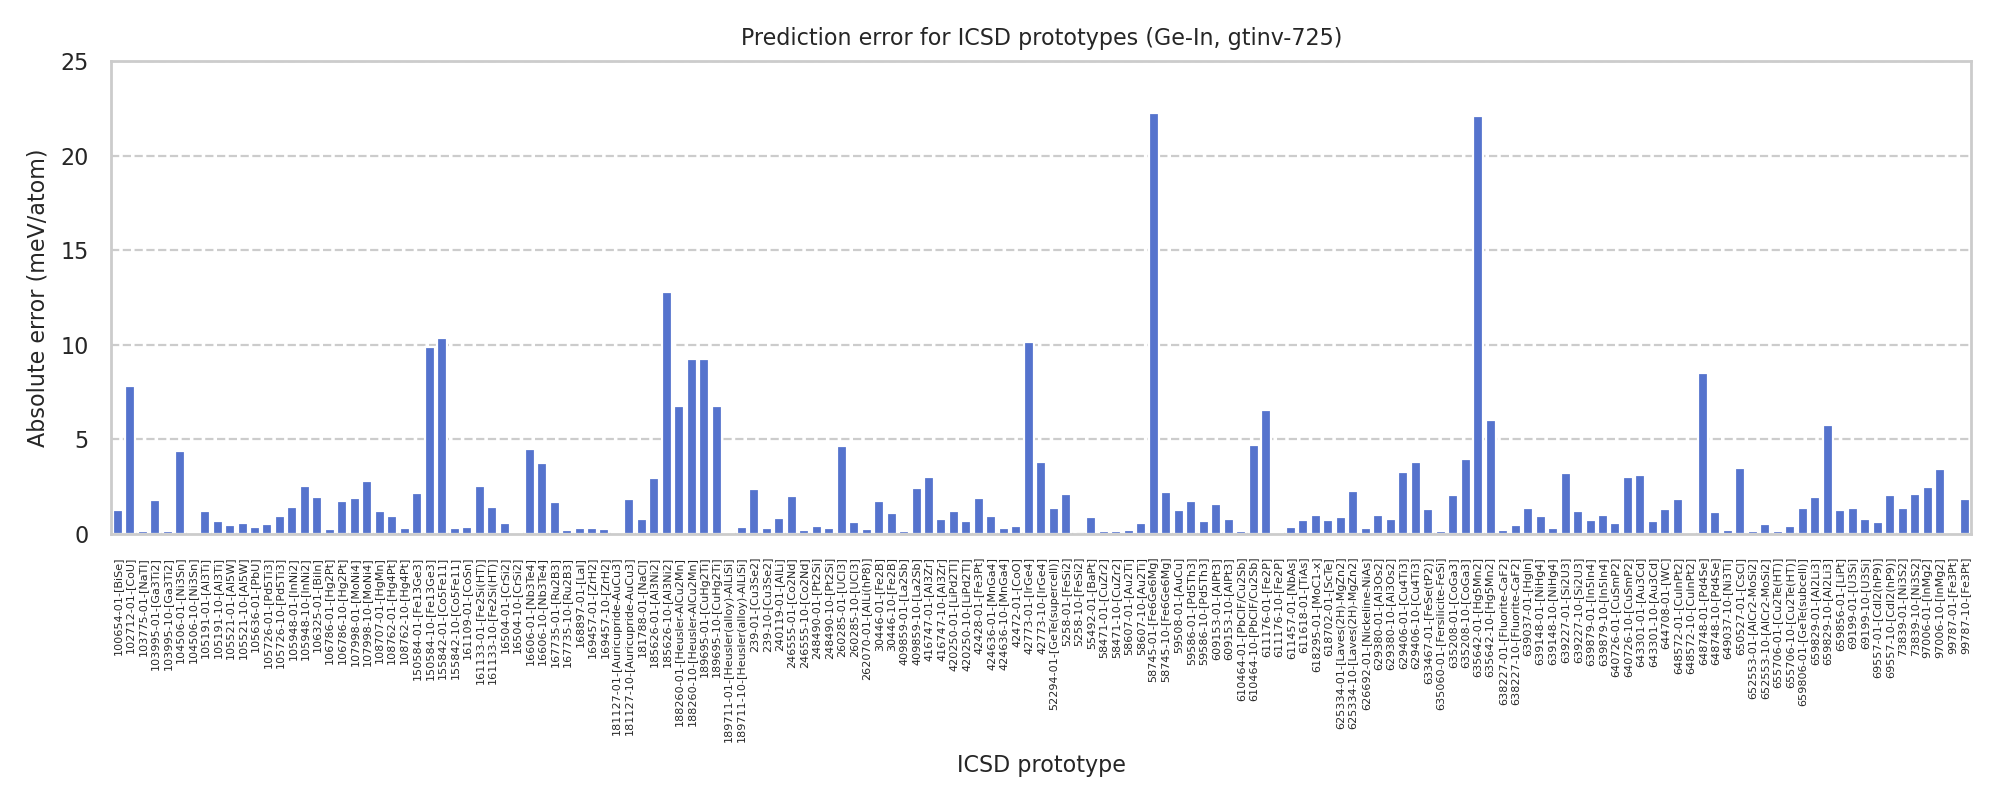 Prediction error for ICSD prototypes (Ge-In, gtinv-725)
Absolute error (meV/atom)
25
20
15
10
5
0
100654-01-[BiSe]
102712-01-[CoU]
103775-01-[NaTl]
103995-01-[Ga3Ti2]
103995-10-[Ga3Ti2]
104506-01-[Ni3Sn]
104506-10-[Ni3Sn]
105191-01-[Al3Ti]
105191-10-[Al3Ti]
105521-01-[Al5W]
105521-10-[Al5W]
105636-01-[PbU]
105726-01-[Pd5Ti3]
105726-10-[Pd5Ti3]
105948-01-[InNi2]
105948-10-[InNi2]
106325-01-[BiIn]
106786-01-[Hg2Pt]
106786-10-[Hg2Pt]
107998-01-[MoNi4]
107998-10-[MoNi4]
108707-01-[HgMn]
108762-01-[Hg4Pt]
108762-10-[Hg4Pt]
150584-01-[Fe13Ge3]
150584-10-[Fe13Ge3]
155842-01-[Co5Fe11]
155842-10-[Co5Fe11]
161109-01-[CoSn]
161133-01-[Fe2Si(HT)]
161133-10-[Fe2Si(HT)]
16504-01-[CrSi2]
16504-10-[CrSi2]
166006-01-[Nb3Te4]
166006-10-[Nb3Te4]
167735-01-[Ru2B3]
167735-10-[Ru2B3]
168897-01-[LaI]
169457-01-[ZrH2]
169457-10-[ZrH2]
181127-01-[Auricupride-AuCu3]
181127-10-[Auricupride-AuCu3]
181788-01-[NaCl]
185626-01-[Al3Ni2]
185626-10-[Al3Ni2]
188260-01-[Heusler-AlCu2Mn]
188260-10-[Heusler-AlCu2Mn]
189695-01-[CuHg2Ti]
189695-10-[CuHg2Ti]
189711-01-[Heusler(alloy)-AlLiSi]
189711-10-[Heusler(alloy)-AlLiSi]
239-01-[Cu3Se2]
239-10-[Cu3Se2]
240119-01-[AlLi]
246555-01-[Co2Nd]
246555-10-[Co2Nd]
248490-01-[Pt2Si]
248490-10-[Pt2Si]
260285-01-[UCl3]
260285-10-[UCl3]
262070-01-[AlLi(hP8)]
30446-01-[Fe2B]
30446-10-[Fe2B]
409859-01-[La2Sb]
409859-10-[La2Sb]
416747-01-[Al3Zr]
416747-10-[Al3Zr]
420250-01-[LiPd2Tl]
420250-10-[LiPd2Tl]
42428-01-[Fe3Pt]
424636-01-[MnGa4]
424636-10-[MnGa4]
42472-01-[CoO]
42773-01-[IrGe4]
42773-10-[IrGe4]
52294-01-[GeTe(supercell)]
5258-01-[FeSi2]
5258-10-[FeSi2]
55492-01-[BaPt]
58471-01-[CuZr2]
58471-10-[CuZr2]
58607-01-[Au2Ti]
58607-10-[Au2Ti]
58745-01-[Fe6Ge6Mg]
58745-10-[Fe6Ge6Mg]
59508-01-[AuCu]
59586-01-[Pd5Th3]
59586-10-[Pd5Th3]
609153-01-[AlPt3]
609153-10-[AlPt3]
610464-01-[PbClF/Cu2Sb]
610464-10-[PbClF/Cu2Sb]
611176-01-[Fe2P]
611176-10-[Fe2P]
611457-01-[NbAs]
611618-01-[TiAs]
618295-01-[MoC1-x]
618702-01-[ScTe]
625334-01-[Laves(2H)-MgZn2]
625334-10-[Laves(2H)-MgZn2]
626692-01-[Nickeline-NiAs]
629380-01-[Al3Os2]
629380-10-[Al3Os2]
629406-01-[Cu4Ti3]
629406-10-[Cu4Ti3]
633467-01-[FeSe(tP2)]
635060-01-[Fersilicite-FeSi]
635208-01-[CoGa3]
635208-10-[CoGa3]
635642-01-[Hg5Mn2]
635642-10-[Hg5Mn2]
638227-01-[Fluorite-CaF2]
638227-10-[Fluorite-CaF2]
639037-01-[HgIn]
639148-01-[NiHg4]
639148-10-[NiHg4]
639227-01-[Si2U3]
639227-10-[Si2U3]
639879-01-[In5In4]
639879-10-[In5In4]
640726-01-[CuSmP2]
640726-10-[CuSmP2]
643301-01-[Au3Cd]
643301-10-[Au3Cd]
644708-01-[WC]
648572-01-[CuInPt2]
648572-10-[CuInPt2]
648748-01-[Pd4Se]
648748-10-[Pd4Se]
649037-10-[Ni3Ti]
650527-01-[CsCl]
652553-01-[AlCr2-MoSi2]
652553-10-[AlCr2-MoSi2]
655706-01-[Cu2Te(HT)]
655706-10-[Cu2Te(HT)]
659806-01-[GeTe(subcell)]
659829-01-[Al2Li3]
659829-10-[Al2Li3]
659856-01-[LiPt]
69199-01-[U3Si]
69199-10-[U3Si]
69557-01-[CdI2(hP9)]
69557-10-[CdI2(hP9)]
73839-01-[Ni3S2]
73839-10-[Ni3S2]
97006-01-[InMg2]
97006-10-[InMg2]
99787-01-[Fe3Pt]
99787-10-[Fe3Pt]
ICSD prototype